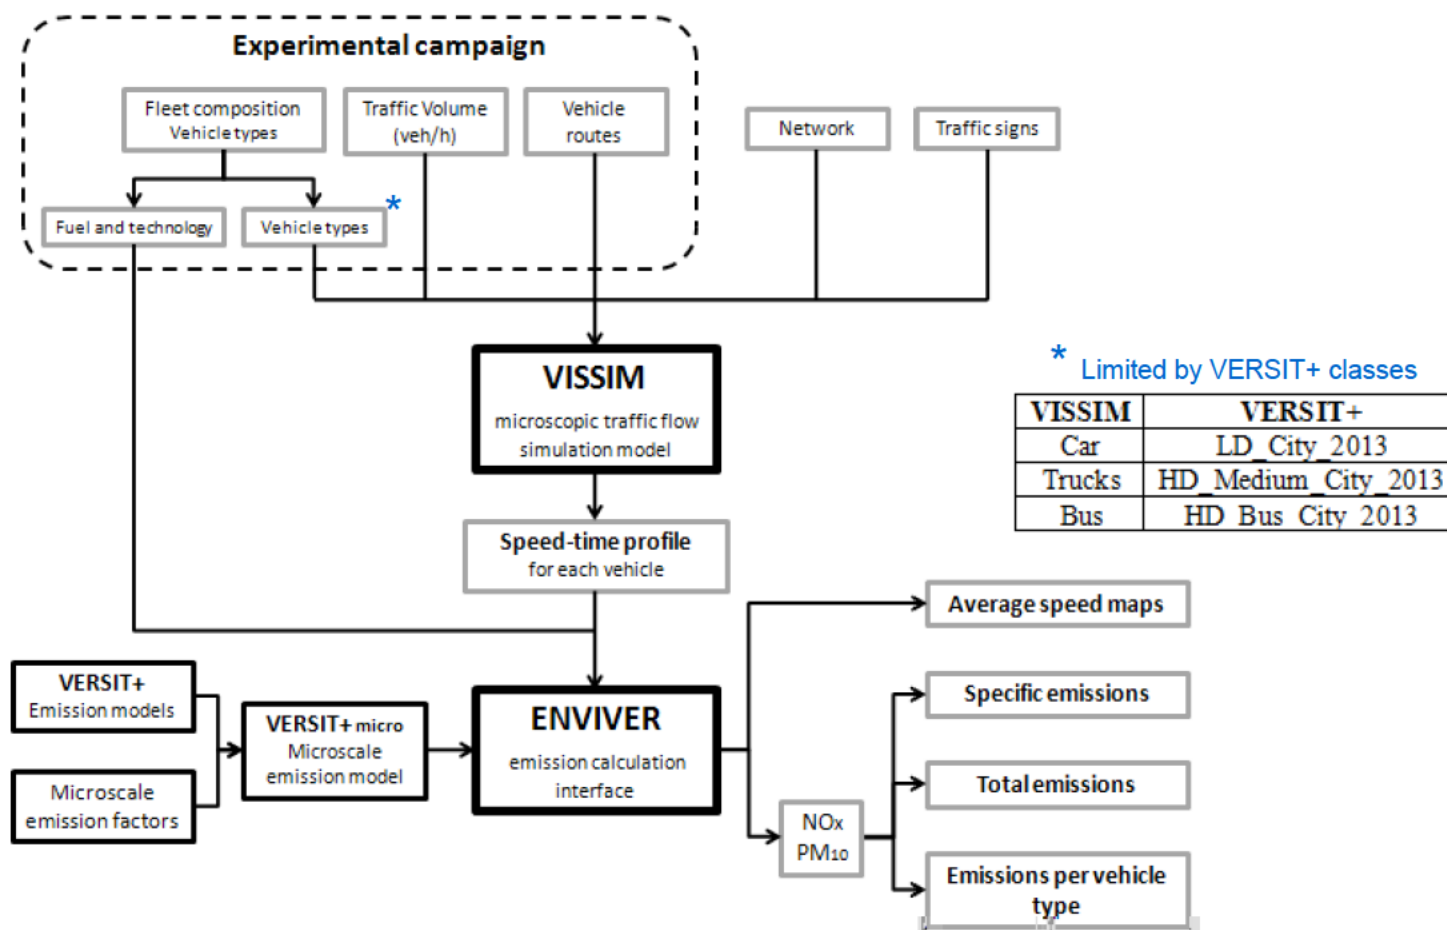 Experimental campaign
Fleet composition
Vehicle types
Traffic Volume
(veh/h)
Vehicle
routes
Network
Traffic signs
Fuel and technology
Vehicle types
*
VISSIM
microscopic traffic flow
simulation model
* Limited by VERSIT+ classes
VISSIM VERSIT+
Car LD_City_2013
Trucks HD_Medium_City_2013
Bus HD_Bus_City_2013
Speed-time profile
for each vehicle
Average speed maps
VERSIT+
Emission models
Microscale
emission factors
VERSIT+ micro
Microscale
emission model
ENVIVER
emission calculation
interface
NOx
PM10
Specific emissions
Total emissions
Emissions per vehicle
type